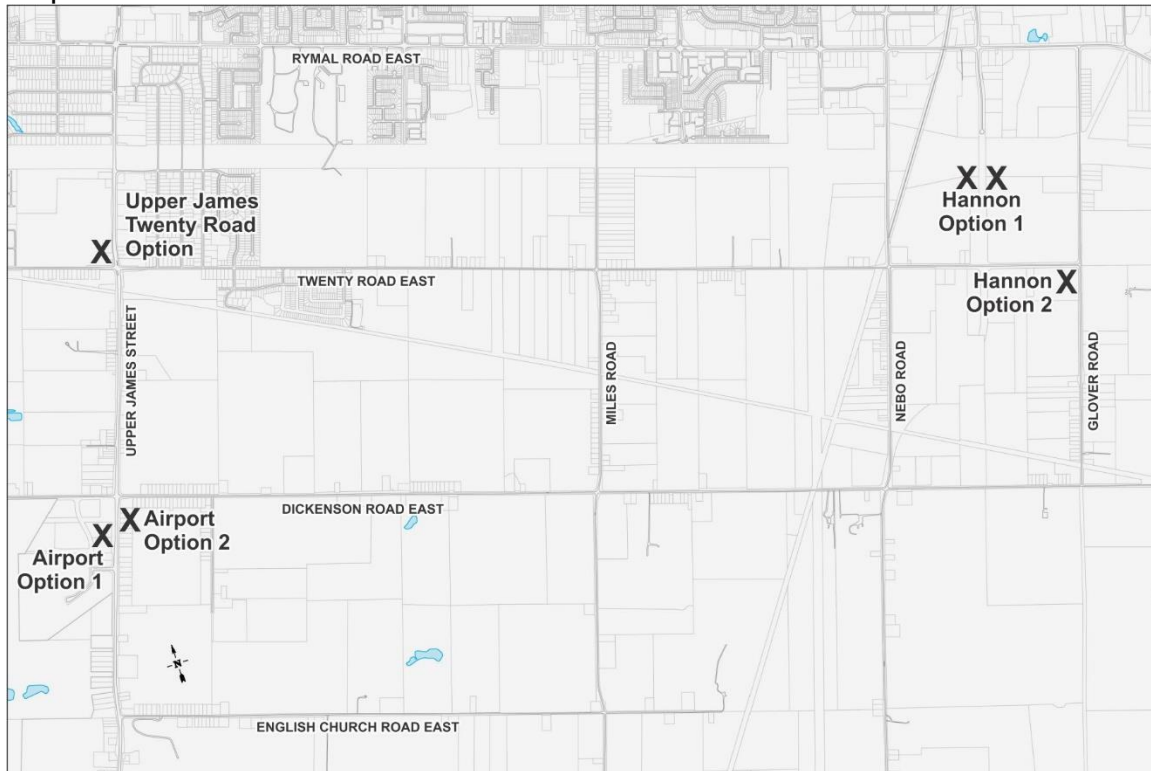 RYMAL ROAD EAST
X X
Hannon
Option 1
Upper James
Twenty Road
Option
X
TWENTY ROAD EAST
Hannon X
Option 2
UPPER JAMES STREET
MILES ROAD
NEBO ROAD
GLOVER ROAD
DICKENSON ROAD EAST
X Airport
Option 2
X
Airport
Option 1
N
ENGLISH CHURCH ROAD EAST